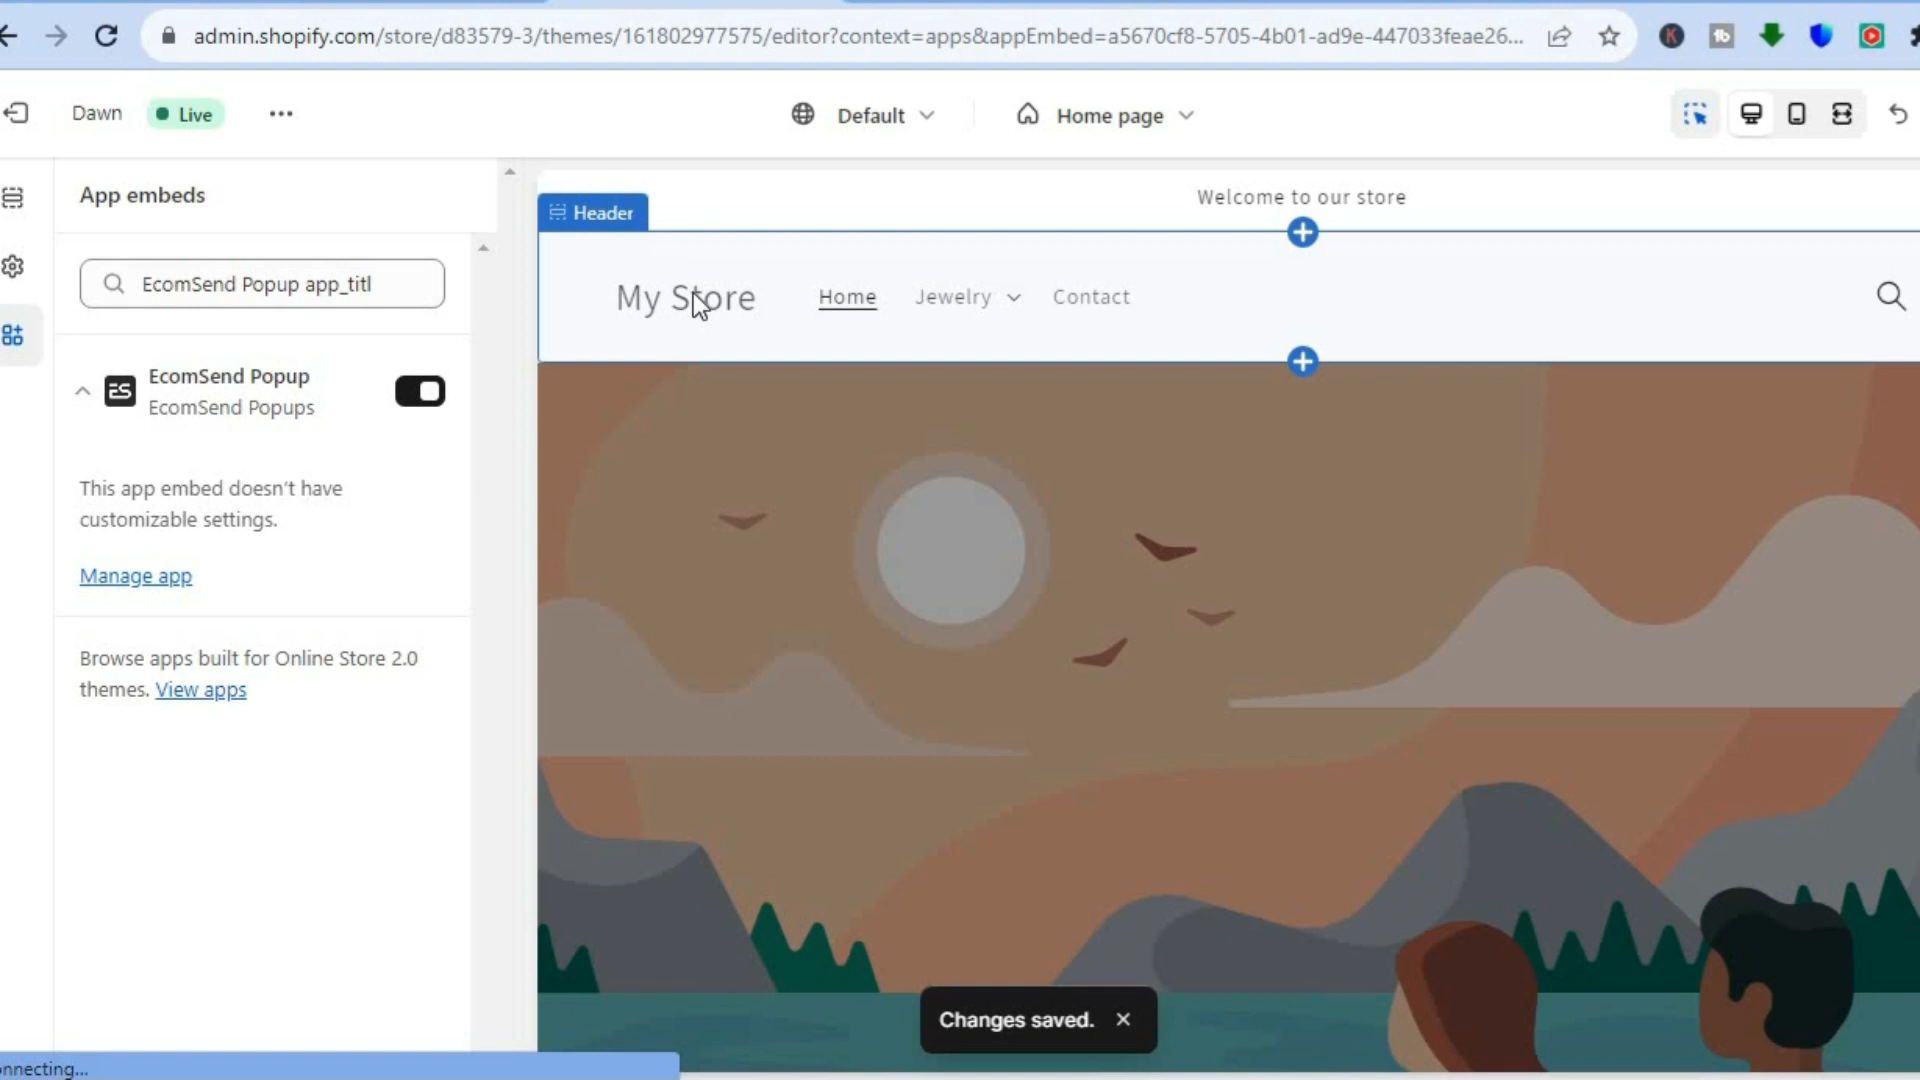 admin.shopify.com/store/d83579-3/themes/161802977575/editor?context=apps&appEmbed=a5670cf8-5705-4b01-ad9e-447033feae26...
Dawn
Live
Default
Home page
App embeds
EcomSend Popup app_titl
EcomSend Popup
EcomSend Popups
This app embed doesn't have
customizable settings.
Manage app
Browse apps built for Online Store 2.0
themes. View apps
Welcome to our store
Header
My Store
Home
Jewelry
Contact
Changes saved.
onnecting...